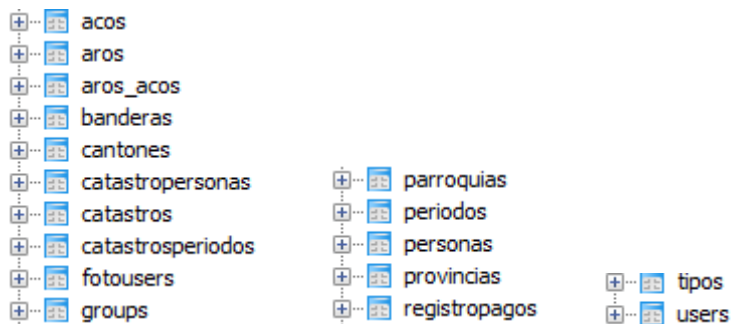 acos
aros
aros_acos
banderas
cantones
catastropersonas
catastros
catastrosperiodos
fotousers
groups
parroquias
periodos
personas
provincias
registropagos
tipos
users